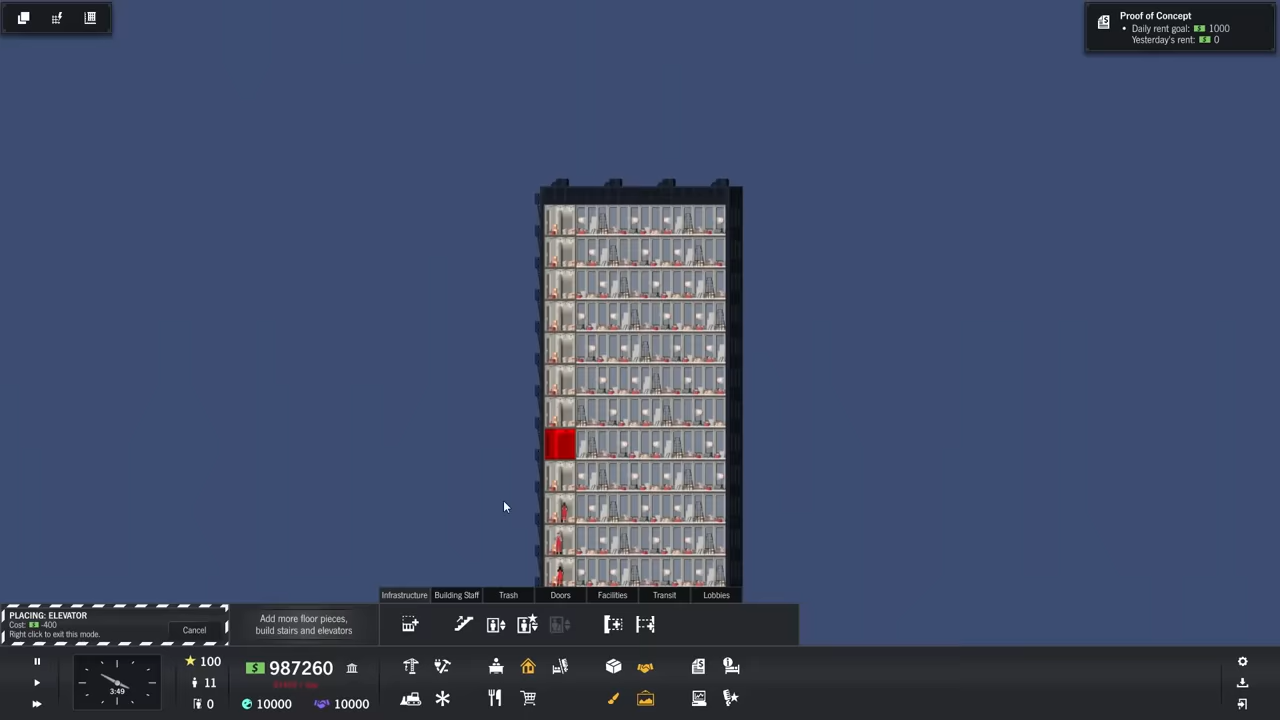 Proof of Concept
• Daily rent goal: 1000
Yesterday's rent: 0
Infrastructure
Building Staff
Trash
Doors
Facilities
Transit
Lobbies
PLACING: ELEVATOR
Cost: -400
Right click to exit this mode.
Cancel
Add more floor pieces,
build stairs and elevators
3:49
100
11
0
987260
10000
10000